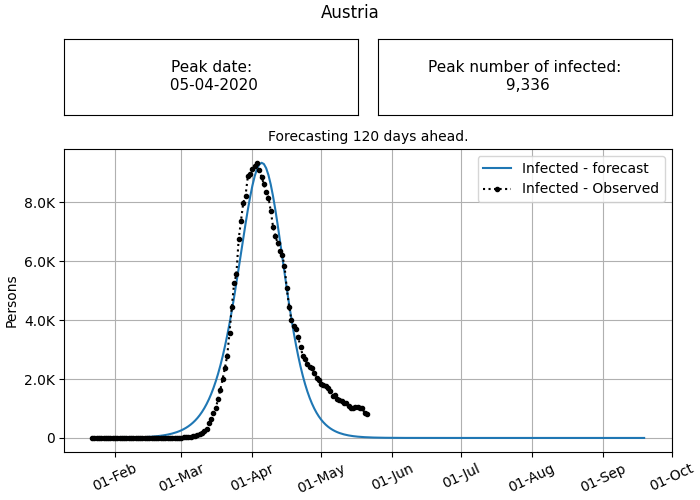 Austria
Peak date:
05-04-2020
Peak number of infected:
9,336
Forecasting 120 days ahead.
Infected - forecast
Infected - Observed
8.0K
6.0K
4.0K
2.0K
0
Persons
01-Feb
01-Mar
01-Apr
01-May
01-Jun
01-Jul
01-Aug
01-Sep
01-Oct